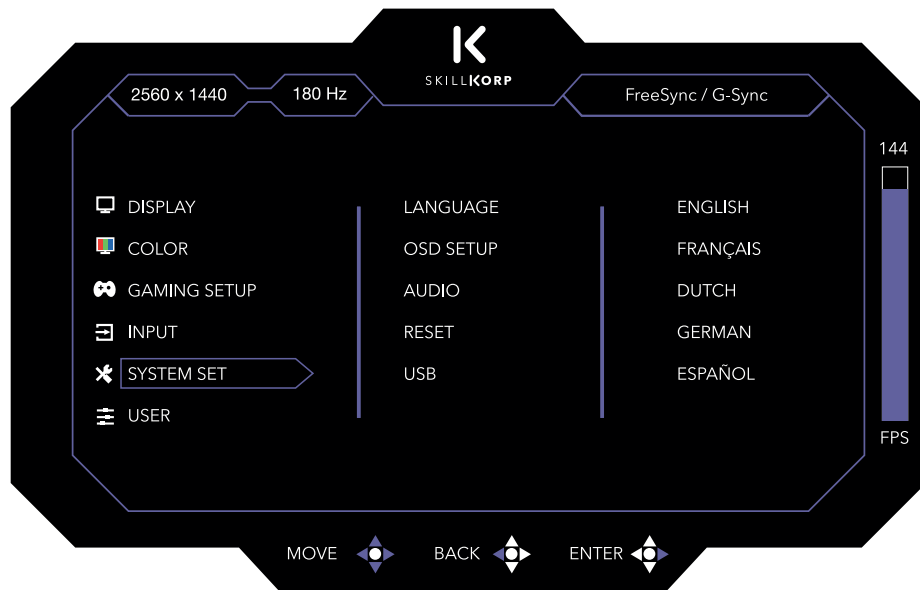 SKILLKORP
2560 x 1440
180 Hz
FreeSync / G-Sync
144
DISPLAY
COLOR
GAMING SETUP
INPUT
SYSTEM SET
USER
LANGUAGE
OSD SETUP
AUDIO
RESET
USB
ENGLISH
FRANÇAIS
DUTCH
GERMAN
ESPAÑOL
FPS
MOVE
BACK
ENTER